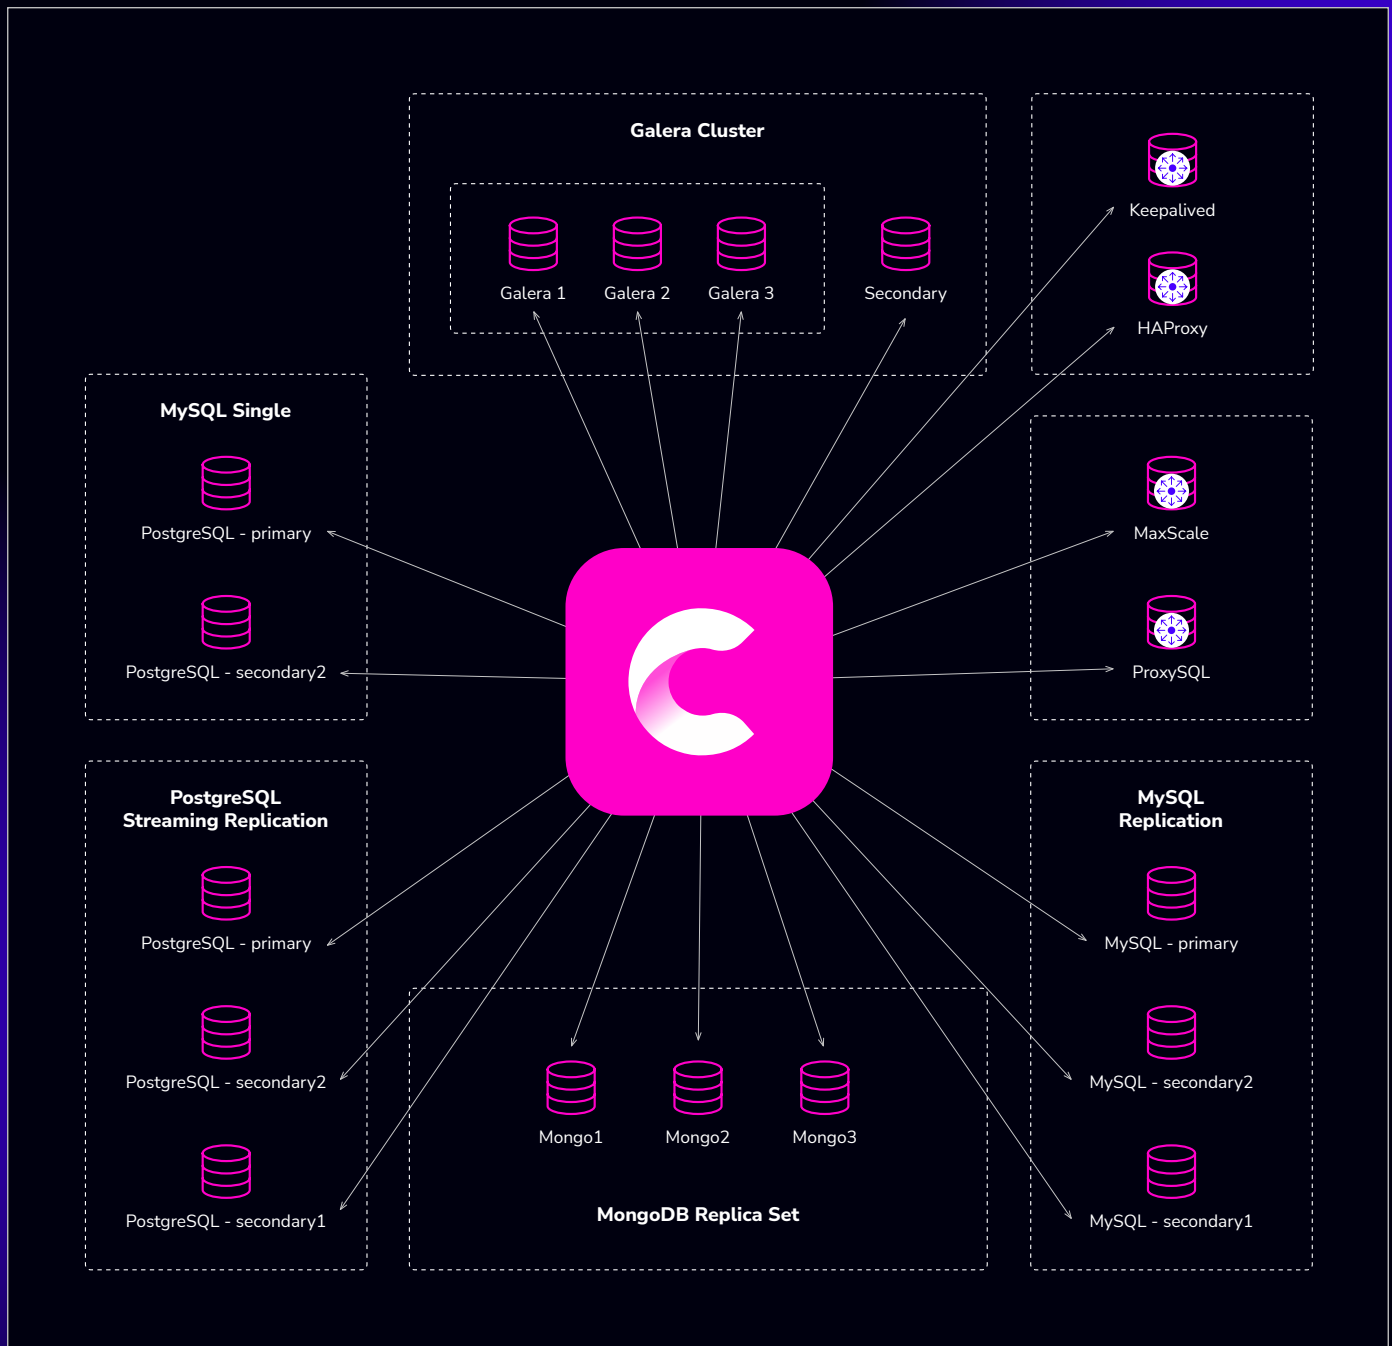 Galera Cluster
Galera 1
Galera 2
Galera 3
Secondary
Keepalived
HAProxy
MySQL Single
PostgreSQL - primary
PostgreSQL - secondary2
MaxScale
ProxySQL
PostgreSQL
Streaming Replication
PostgreSQL - primary
PostgreSQL - secondary2
PostgreSQL - secondary1
Mongo1
Mongo2
Mongo3
MongoDB Replica Set
MySQL
Replication
MySQL - primary
MySQL - secondary2
MySQL - secondary1